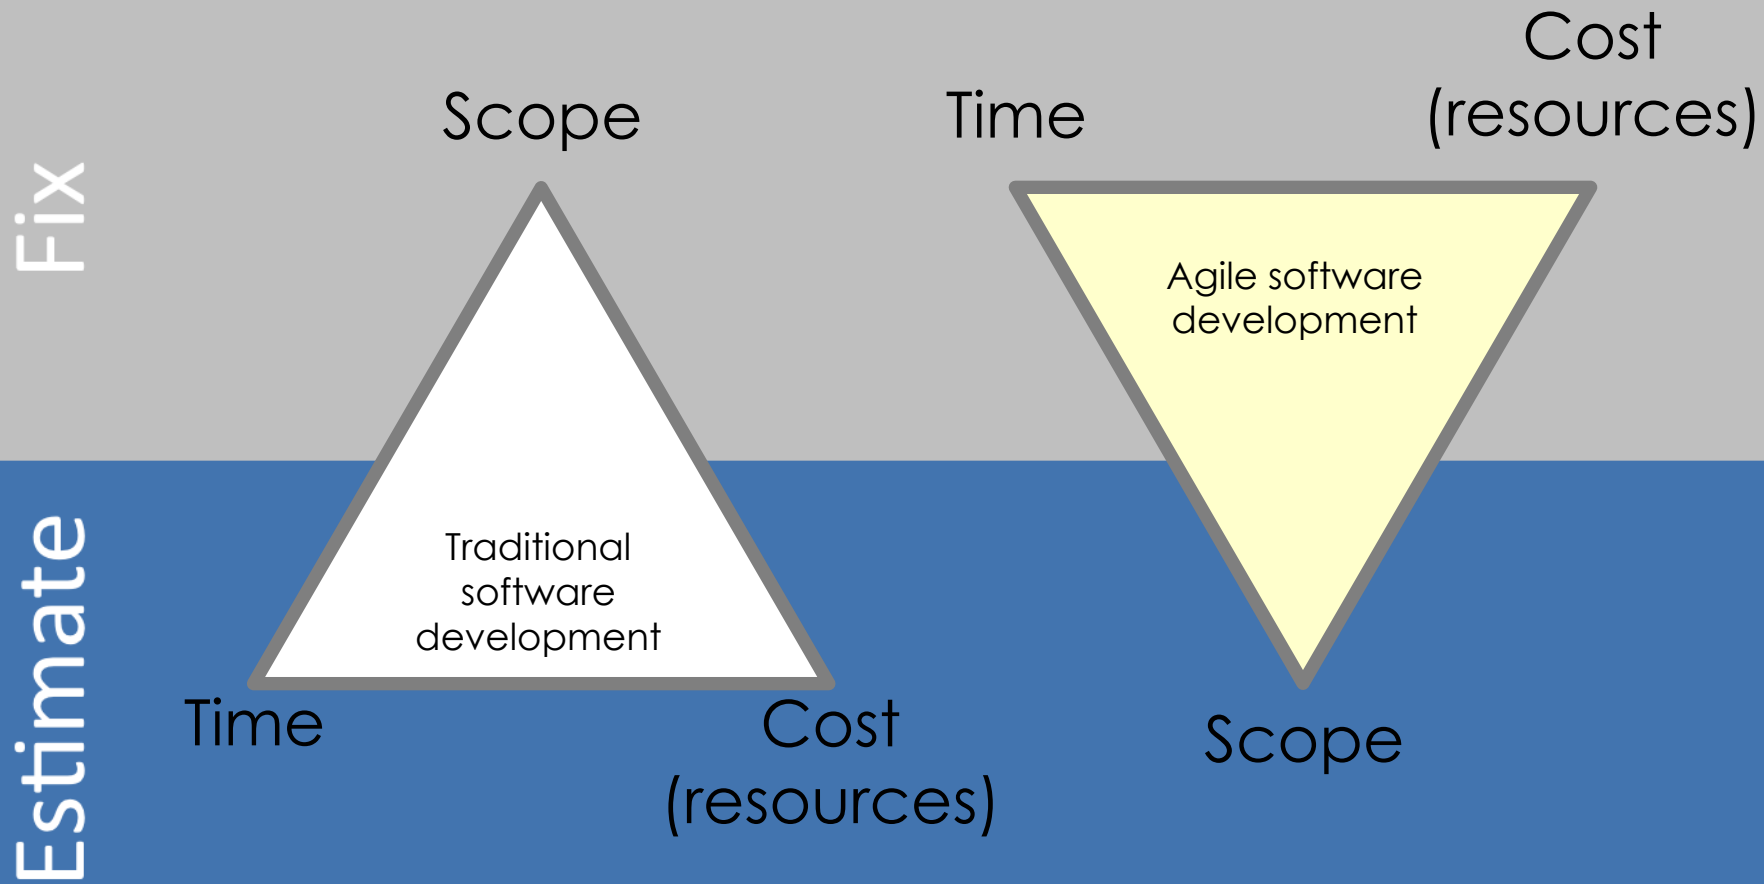 Fix
Scope
Time
Cost
(resources)
Agile software
development
Estimate
Traditional
software
development
Time
Cost
(resources)
Scope